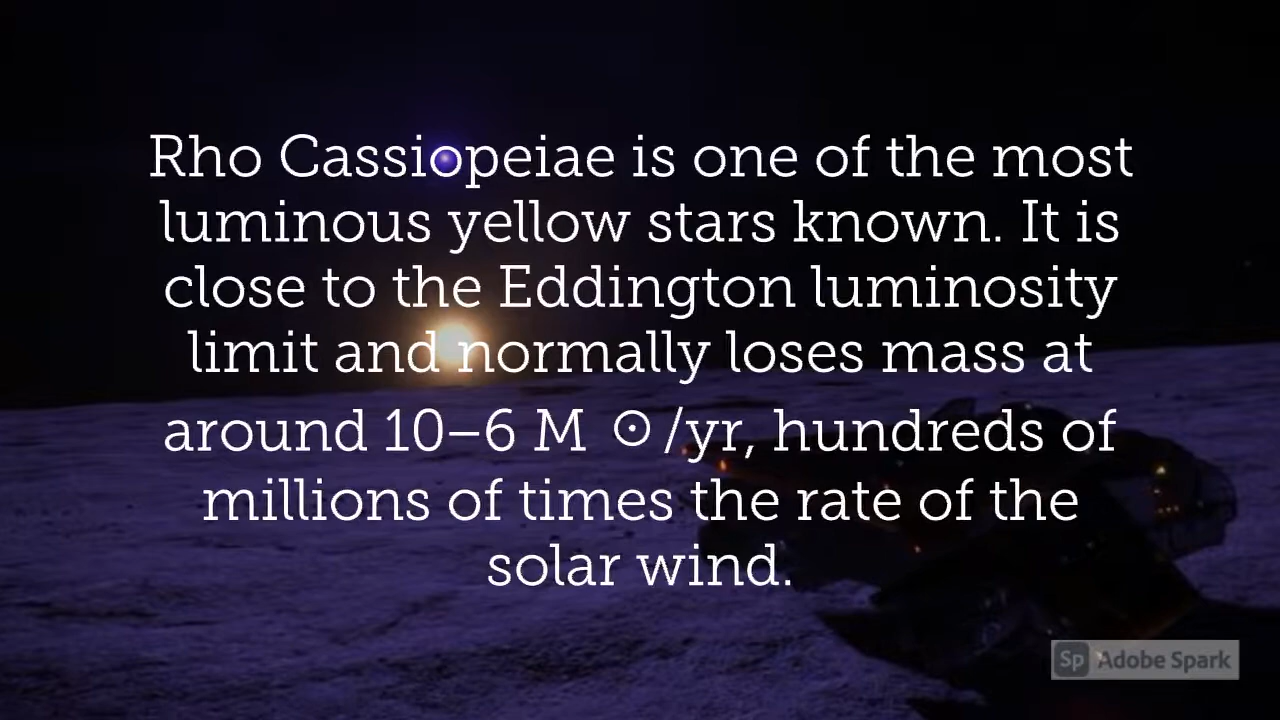 Rho Cassiopeiae is one of the most
luminous yellow stars known. It is
close to the Eddington luminosity
limit and normally loses mass at
around 10–6 M ☉/yr, hundreds of
millions of times the rate of the
solar wind.
Sp Adobe Spark